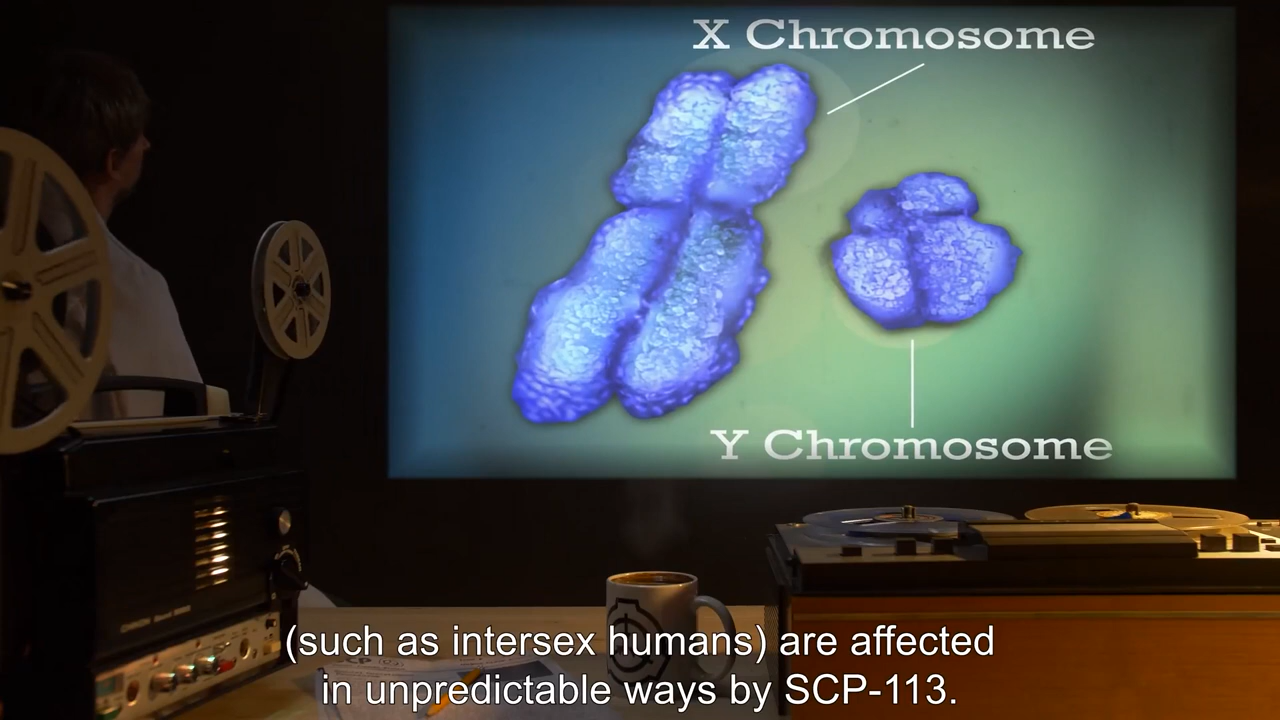 X Chromosome
Y Chromosome
(such as intersex humans) are affected
in unpredictable ways by SCP-113.